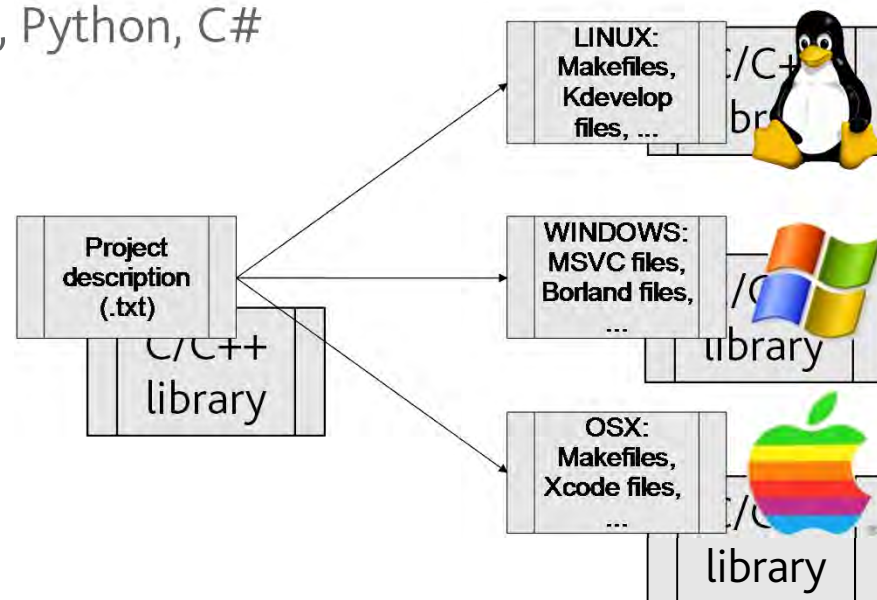 , Python, C#
LINUX:
Makefiles,
Kdevelop
files, ...
Project
description
(.txt)
C/C++
library
WINDOWS:
MSVC files,
Borland files,
...
library
OSX:
Makefiles,
Xcode files,
...
library